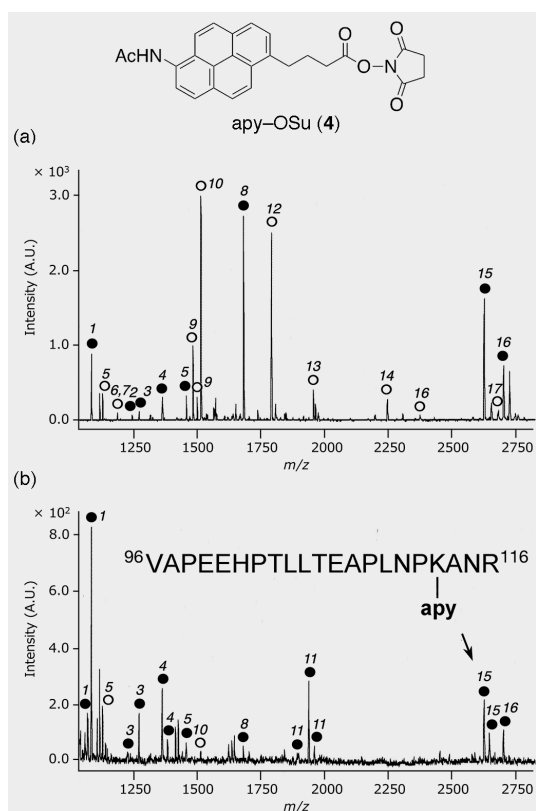 AcHN
O
O
N
O
O
apy–OSu (4)
(a)
× 10³
3.0
2.0
1.0
0.0
Intensity (A.U.)
1
5
6,7
2
3
4
5
9
9
10
8
12
13
14
16
15
17
16
1250 1500 1750 2000 2250 2500 2750
m/z
(b)
× 10²
8.0
6.0
4.0
2.0
0.0
Intensity (A.U.)
⁹⁶VAPEEHPTLLTEAPLNPKANR¹¹⁶
apy
1
1
5
3
3
4
4
5
10
8
11
11
11
15
15
16
1250 1500 1750 2000 2250 2500 2750
m/z